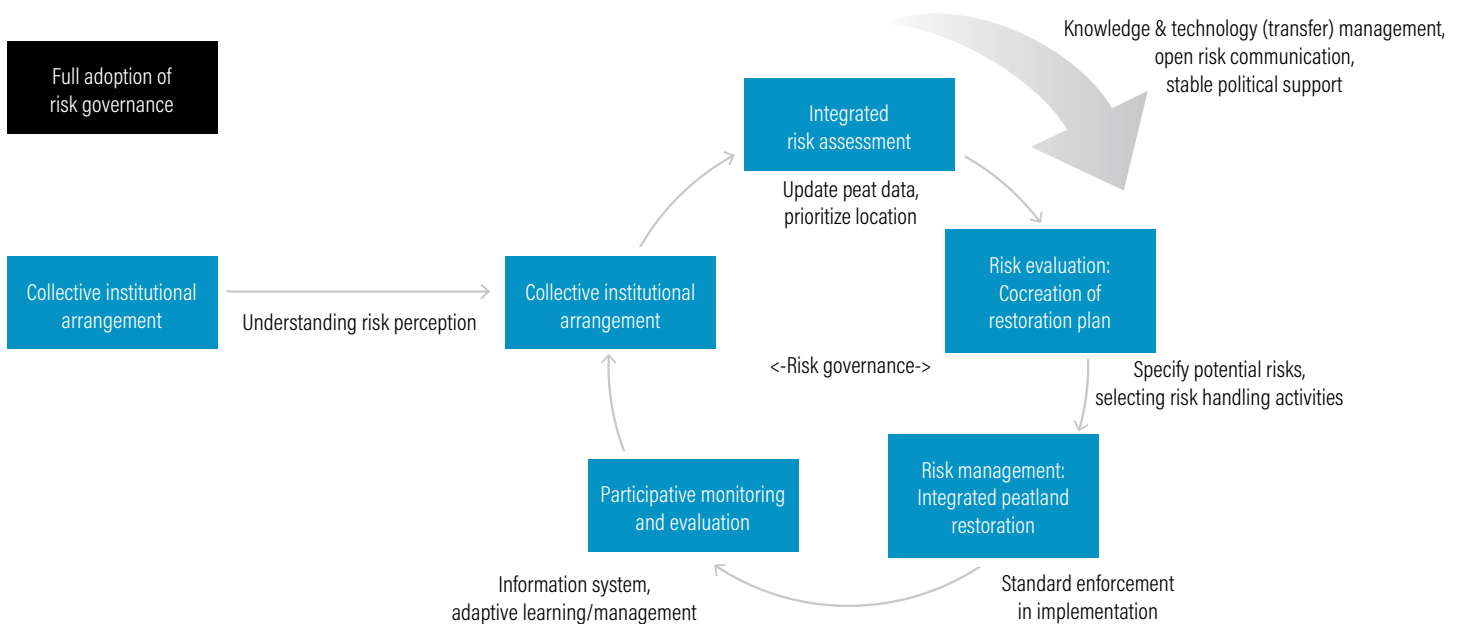 Full adoption of
risk governance
Knowledge & technology (transfer) management,
open risk communication,
stable political support
Integrated
risk assessment
Update peat data,
prioritize location
Collective institutional
arrangement
Understanding risk perception
Collective institutional
arrangement
Risk evaluation:
Cocreation of
restoration plan
<-Risk governance->
Specify potential risks,
selecting risk handling activities
Participative monitoring
and evaluation
Risk management:
Integrated peatland
restoration
Information system,
adaptive learning/management
Standard enforcement
in implementation